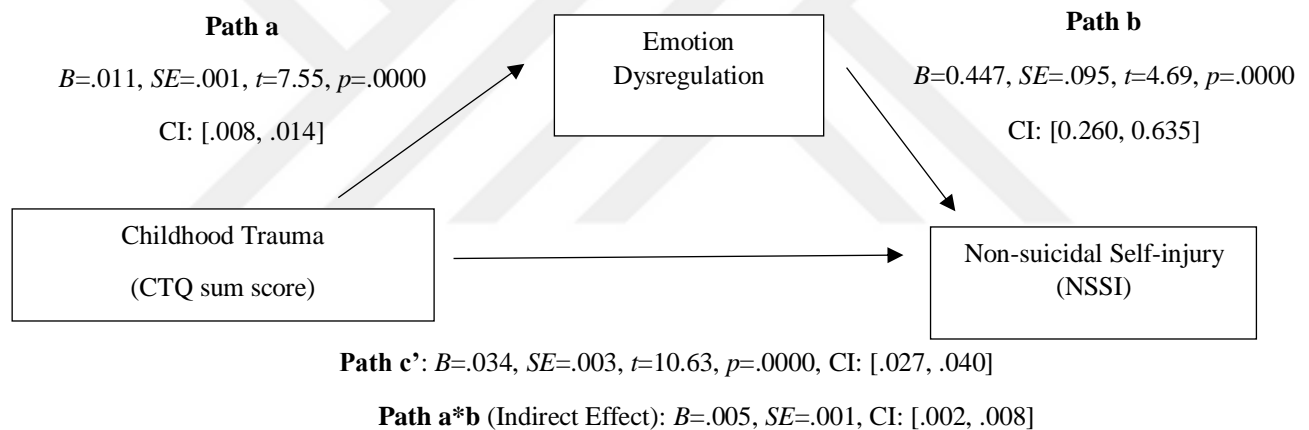 Path a
B=.011, SE=.001, t=7.55, p=.0000
CI: [.008, .014]
Emotion
Dysregulation
Path b
B=0.447, SE=.095, t=4.69, p=.0000
CI: [0.260, 0.635]
Childhood Trauma
(CTQ sum score)
Non-suicidal Self-injury
(NSSI)
Path c’: B=.034, SE=.003, t=10.63, p=.0000, CI: [.027, .040]
Path a*b (Indirect Effect): B=.005, SE=.001, CI: [.002, .008]